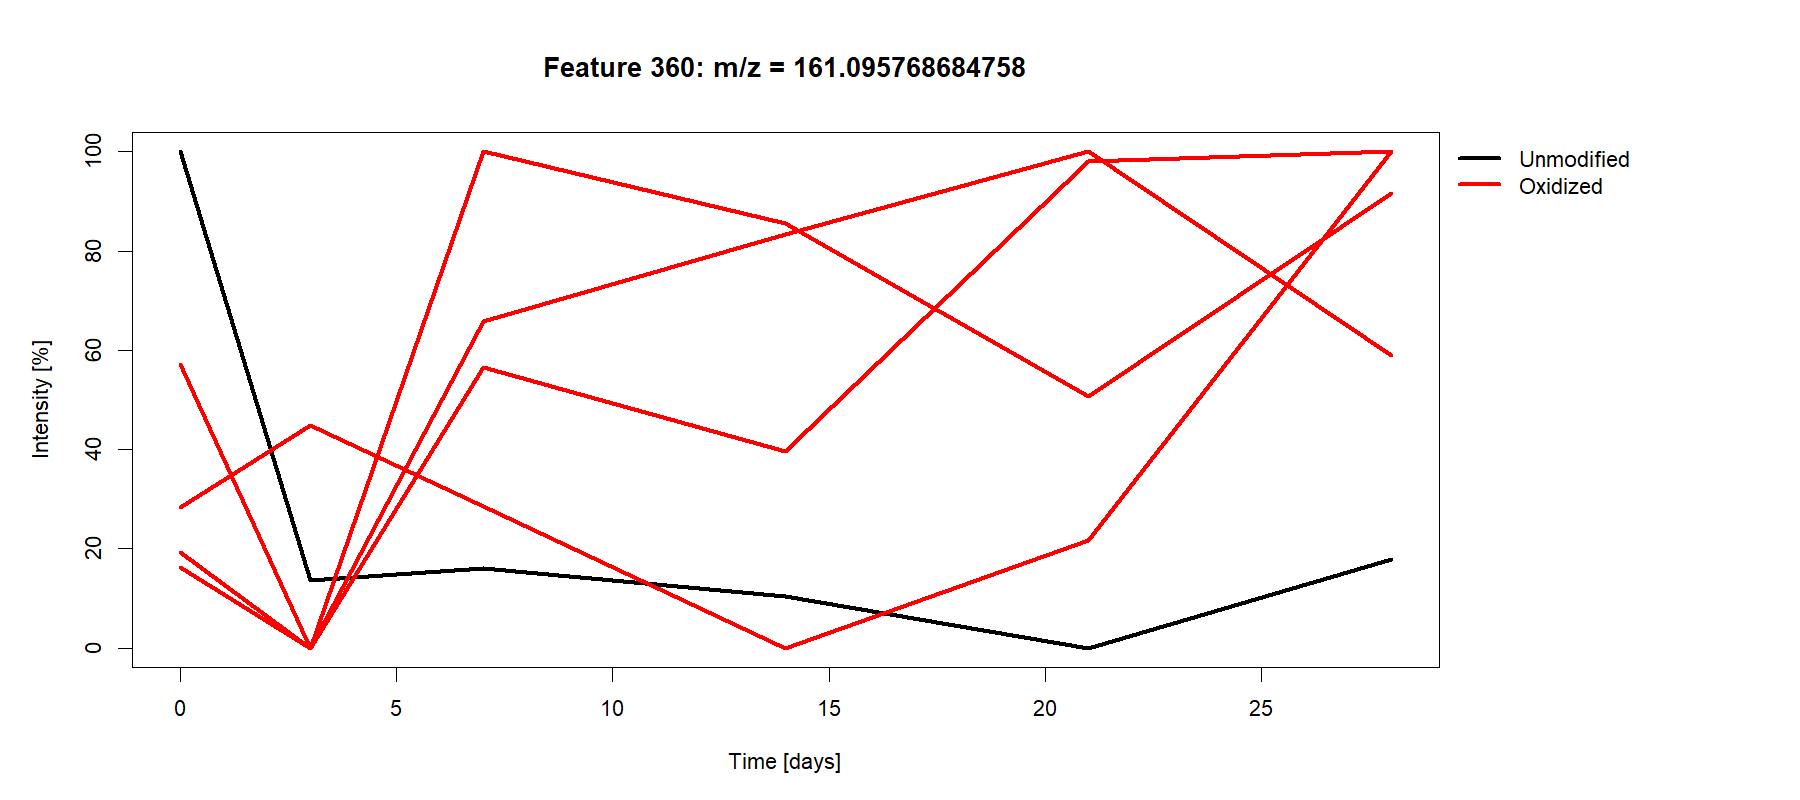 Feature 360: m/z = 161.095768684758
Unmodified
Oxidized
100
80
60
40
20
0
Intensity [%]
0 5 10 15 20 25
Time [days]